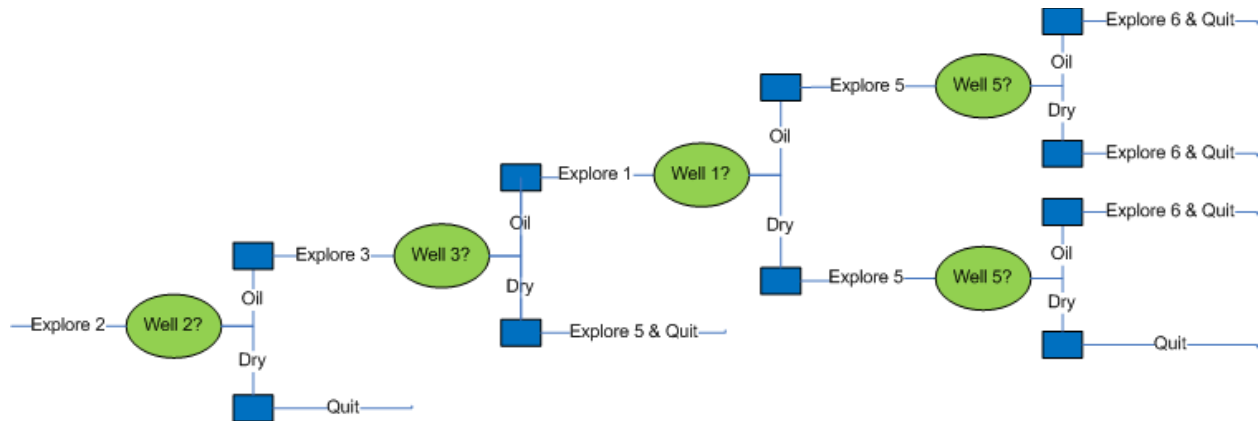 Explore 6 & Quit
Oil
Explore 5
Well 5?
Dry
Oil
Explore 6 & Quit
Explore 1
Well 1?
Explore 6 & Quit
Oil
Dry
Explore 3
Well 3?
Oil
Explore 5
Well 5?
Dry
Dry
Oil
Explore 2
Well 2?
Explore 5 & Quit
Quit
Dry
Quit